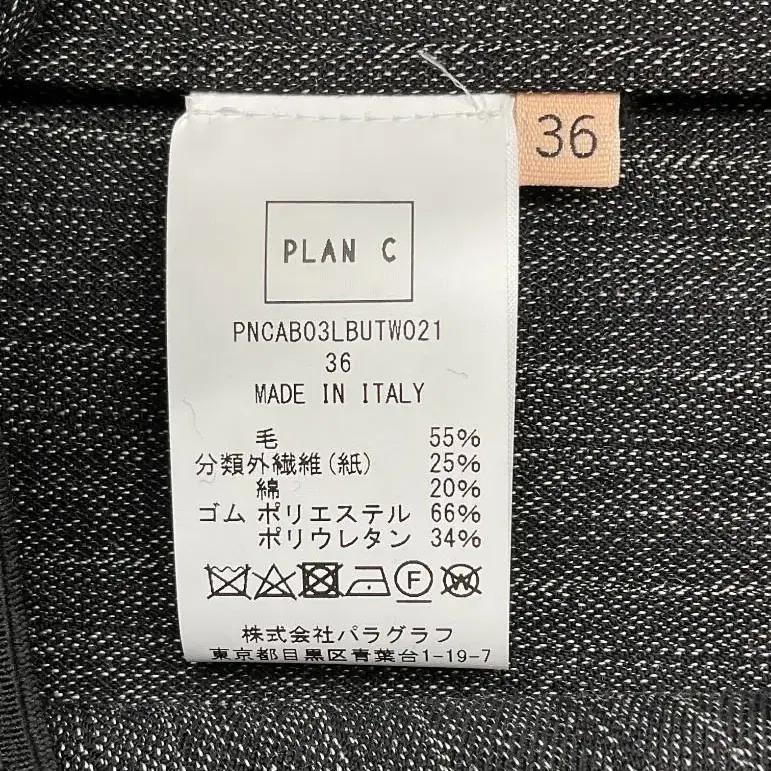 36
PLAN C
PNCAB03LBUTW021
36
MADE IN ITALY
毛 55%
分類外繊維(紙) 25%
綿 20%
ゴム ポリエステル 66%
ポリウレタン 34%
F
W
株式会社パラグラフ
東京都目黒区青葉台1-19-7